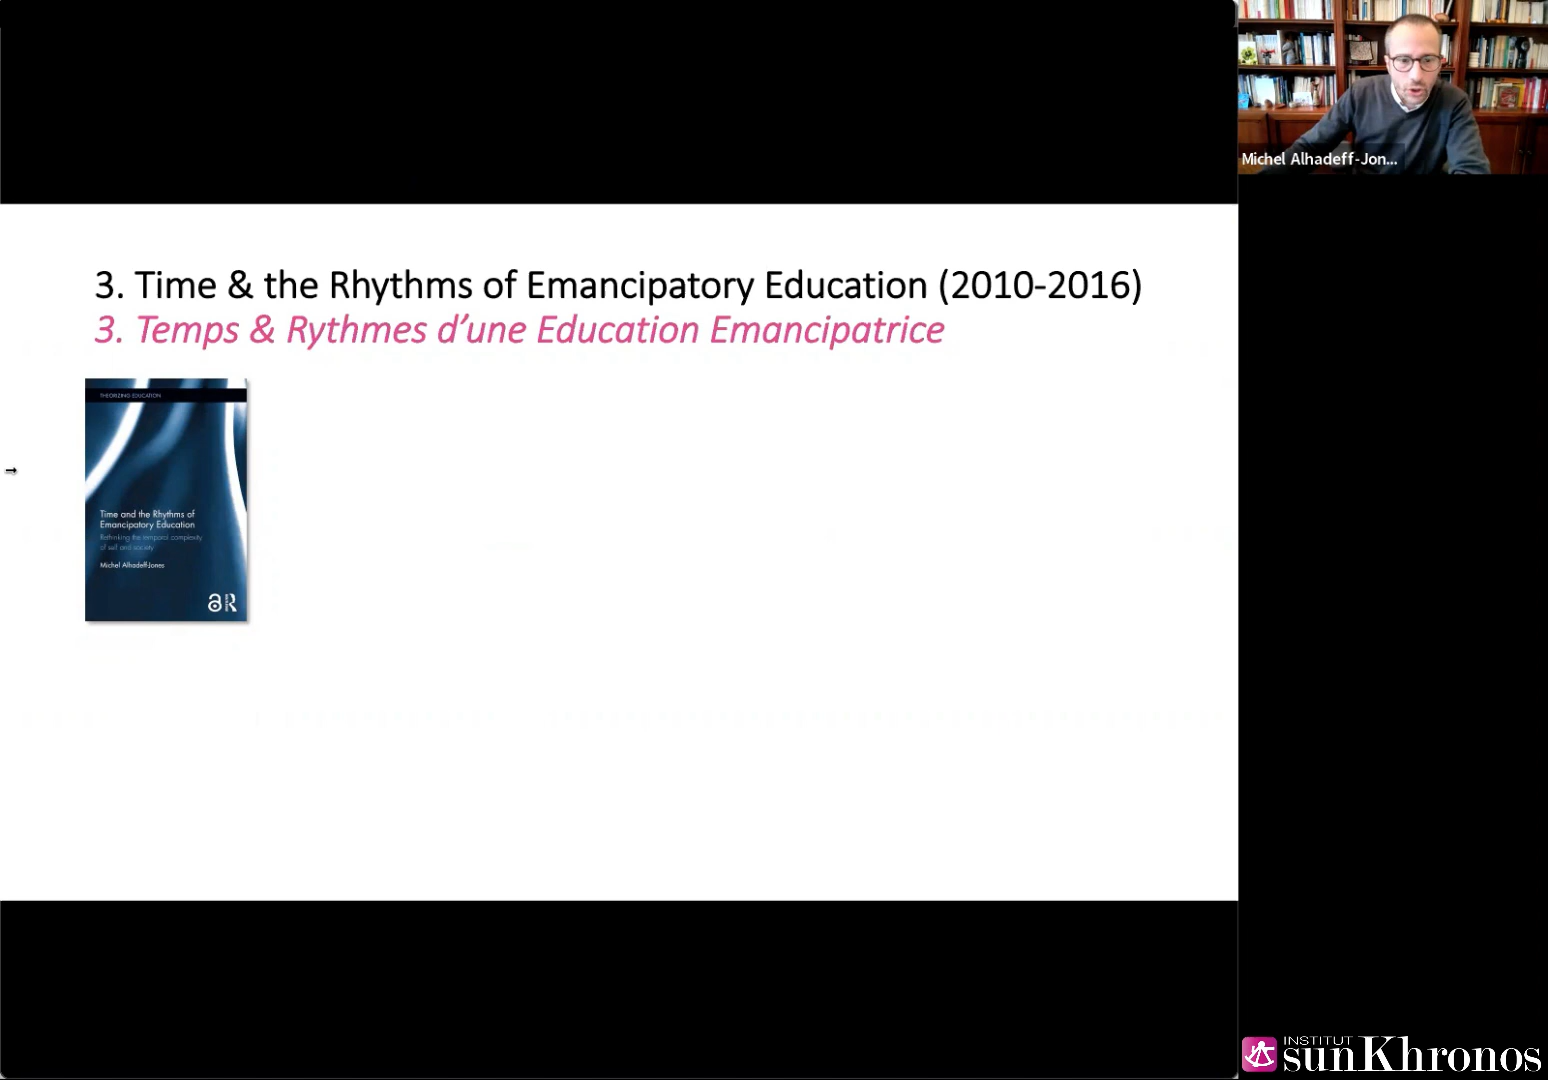 Michel Alhadeff-Jon...
3. Time & the Rhythms of Emancipatory Education (2010-2016)
3. Temps & Rythmes d’une Education Emancipatrice
THEORIZING EDUCATION
Time and the Rhythms of
Emancipatory Education
Rethinking the temporal complexity
of self and society
Michel Alhadeff-Jones
INSTITUT
sunKhronos